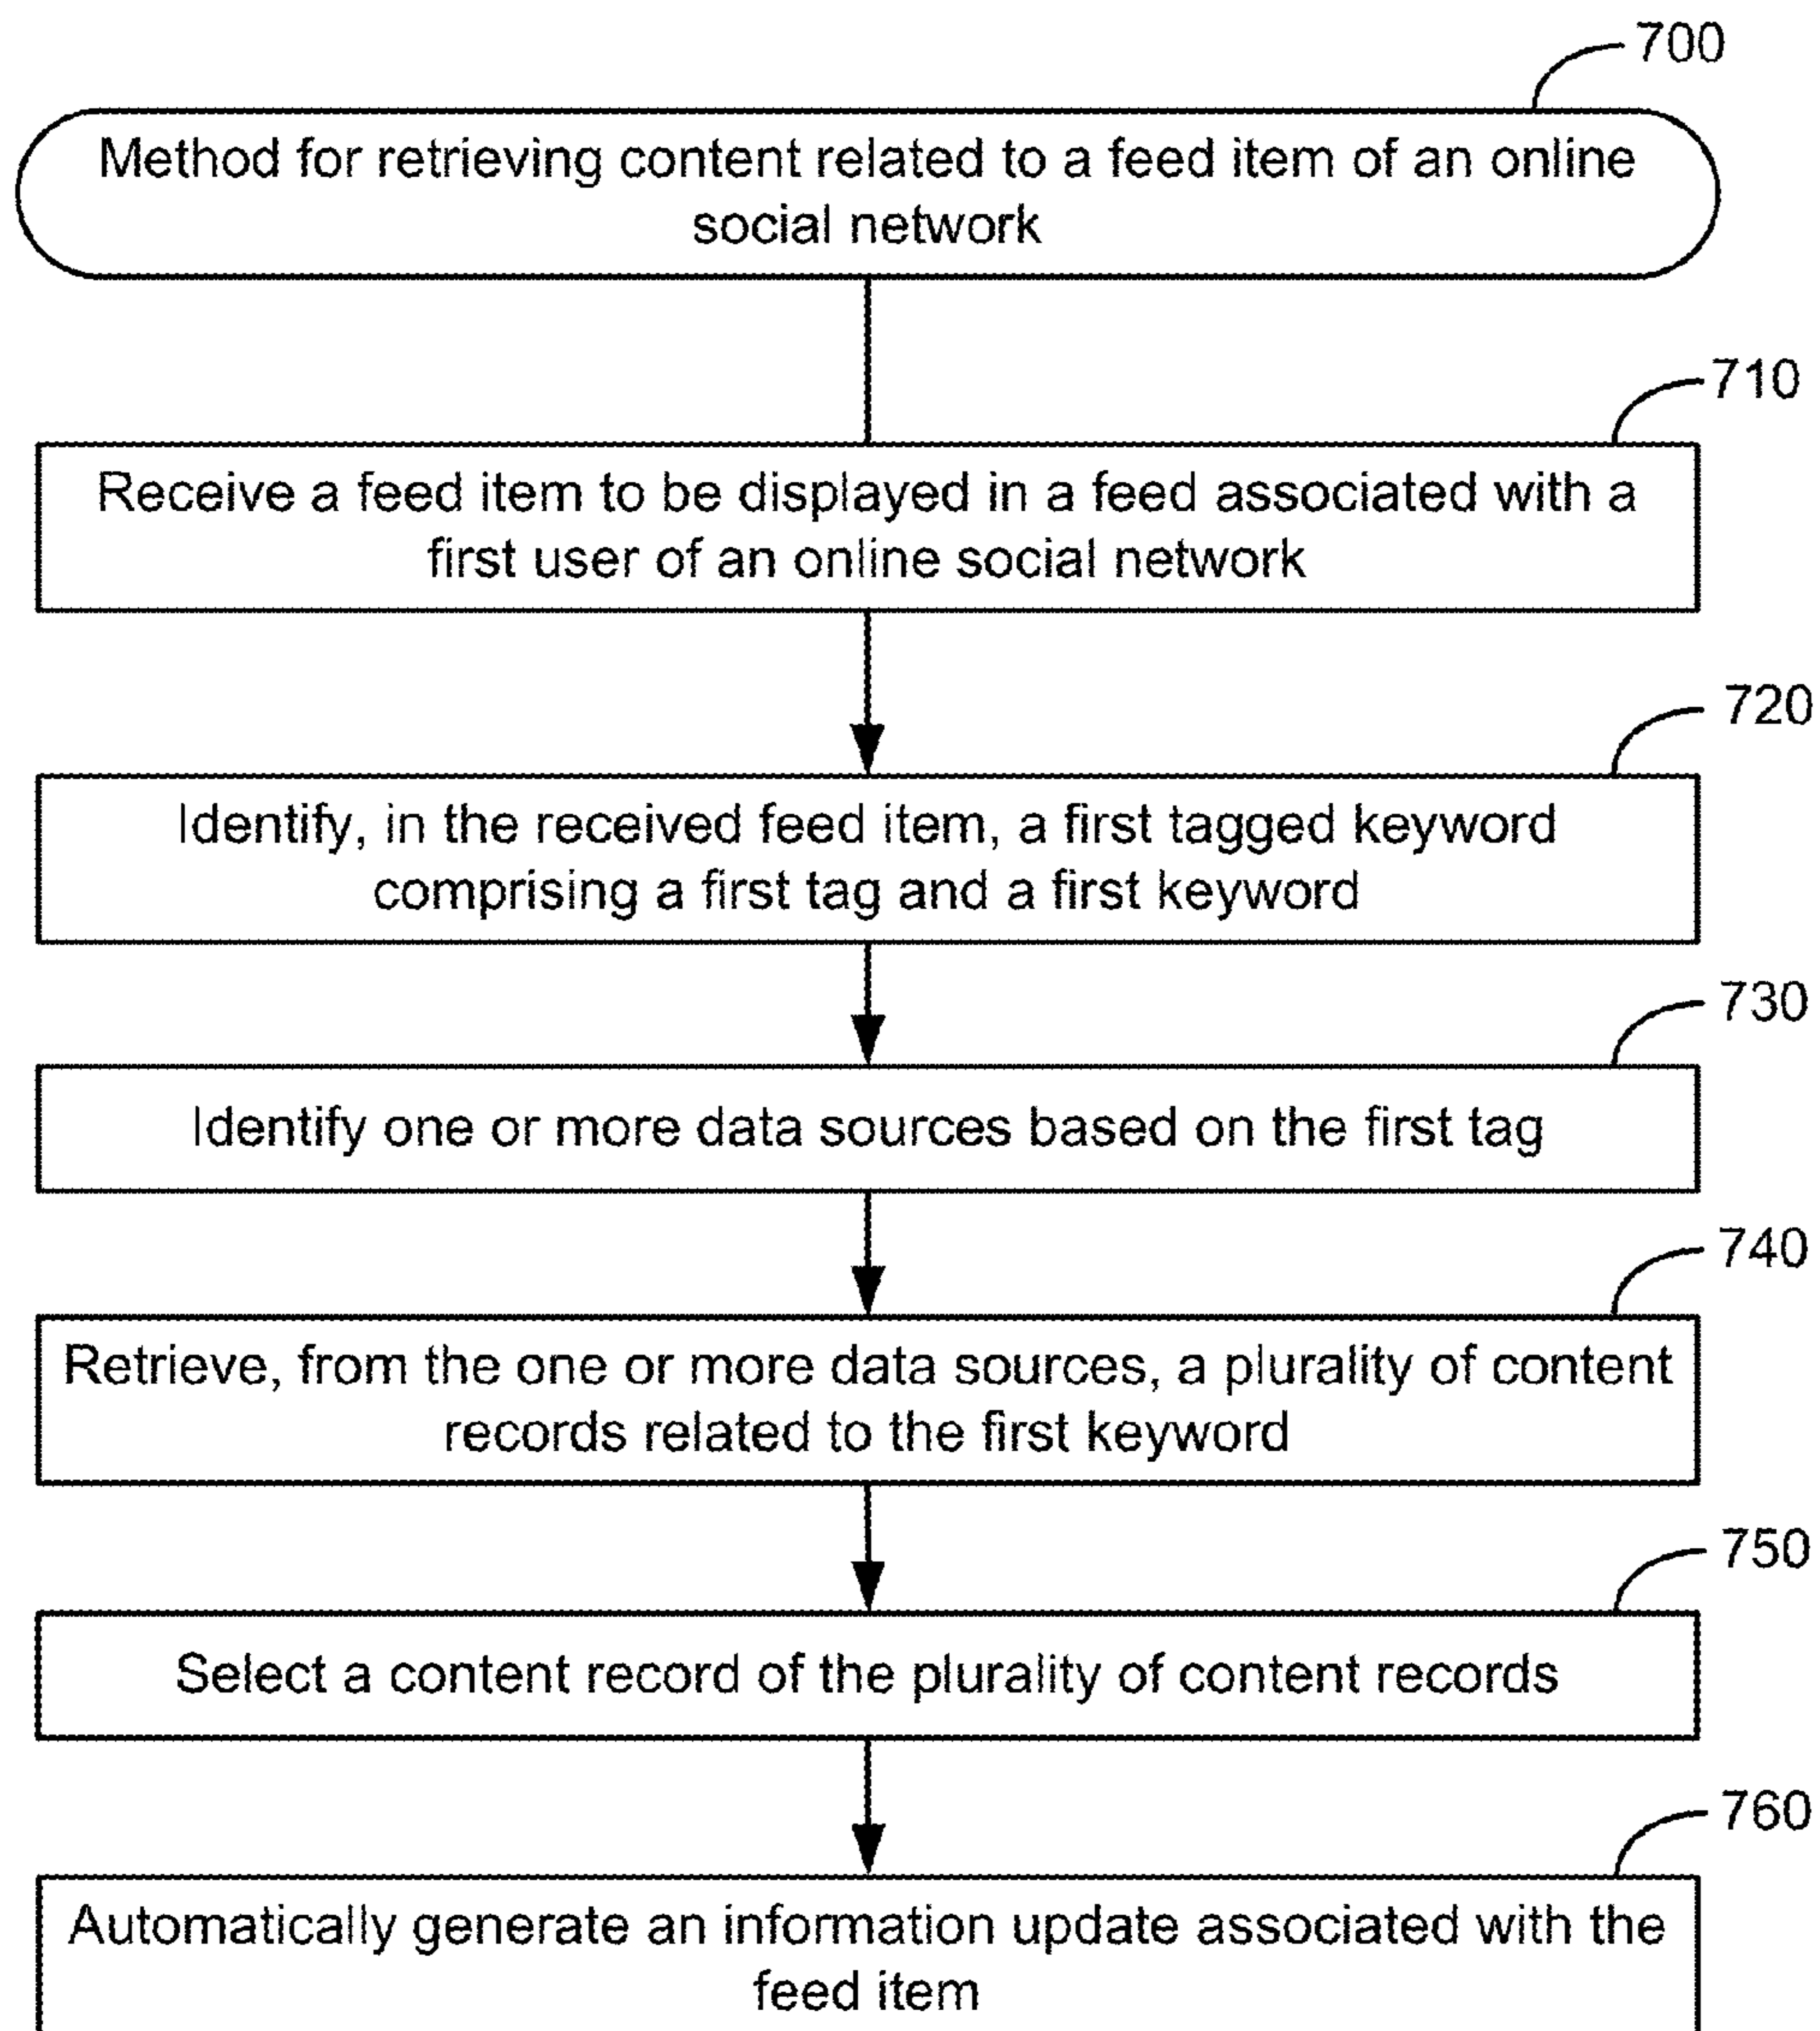 700
Method for retrieving content related to a feed item of an online
social network
710
Receive a feed item to be displayed in a feed associated with a
first user of an online social network
720
Identify, in the received feed item, a first tagged keyword
comprising a first tag and a first keyword
730
Identify one or more data sources based on the first tag
740
Retrieve, from the one or more data sources, a plurality of content
records related to the first keyword
750
Select a content record of the plurality of content records
760
Automatically generate an information update associated with the
feed item